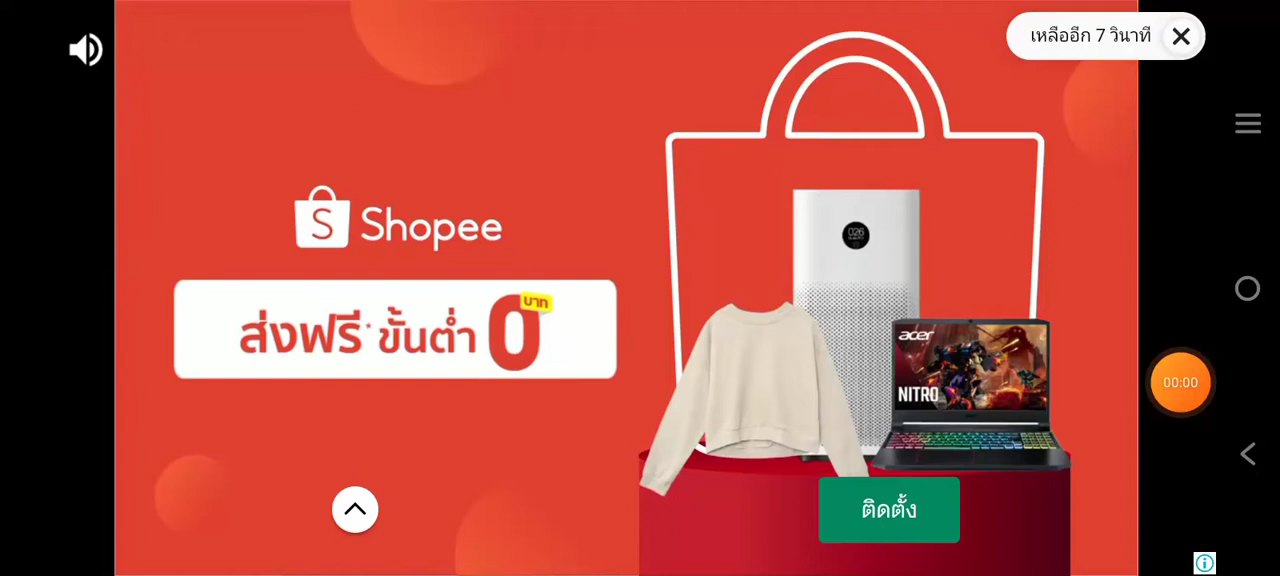 เหลืออีก 7 วินาที
Shopee
ส่งฟรี* ขั้นต่ำ 0 บาท
026
acer
NITRO
00:00
ติดตั้ง